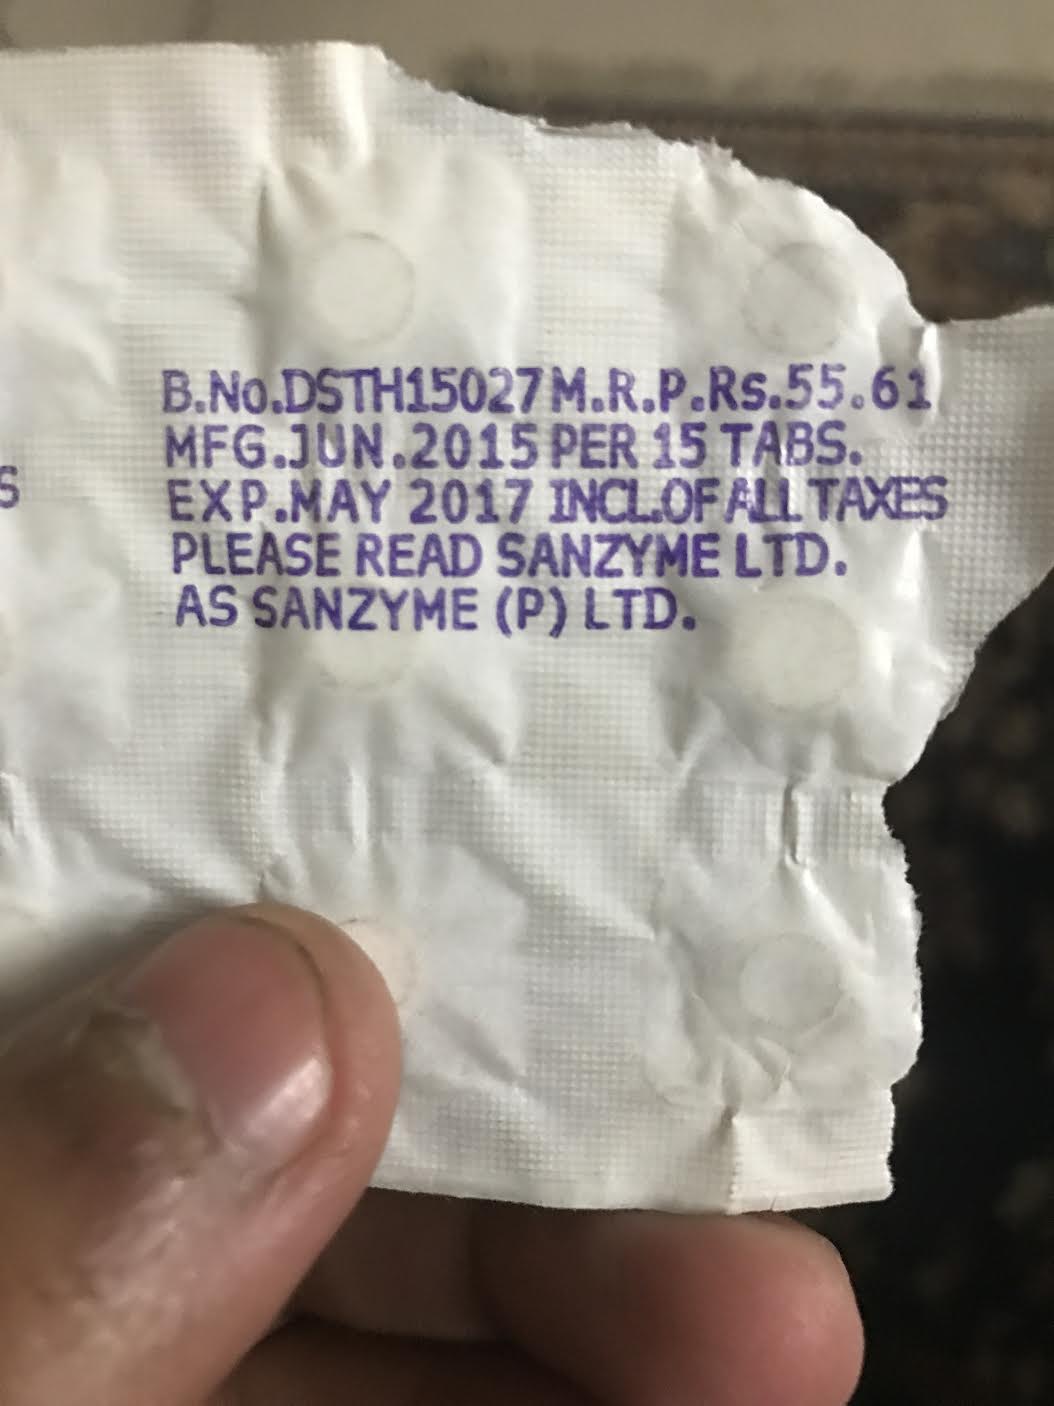 B.No.DSTH15027 M.R.P.Rs.55.61
MFG.JUN.2015 PER 15 TABS.
EXP.MAY 2017 INCL.OF ALL TAXES
S
PLEASE READ SANZYME LTD.
AS SANZYME (P) LTD.